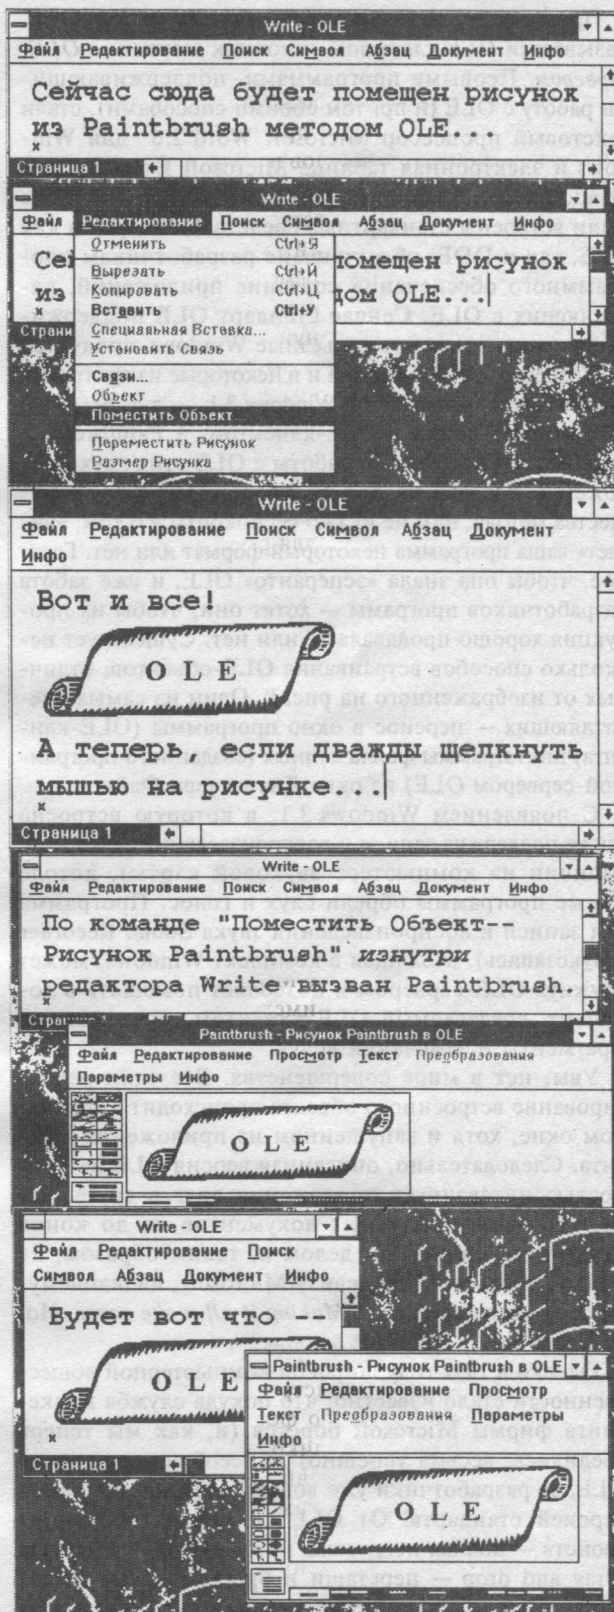 Write - OLE
Файл Редактирование Поиск Символ Абзац Документ Инфо
Сейчас сюда будет помещен рисунок
из Paintbrush методом OLE...
Страница 1
Write - OLE
Файл Редактирование Поиск Символ Абзац Документ Инфо
Отменить Ctrl+Я
Сей помещен рисунок
Вырезать Ctrl+Й
Копировать Ctrl+Ц
из дом OLE...
Вставить Ctrl+У
Страни Специальная Вставка...
Установить Связь
Связи...
Объект
Поместить Объект...
Переместить Рисунок
Размер Рисунка
Write - OLE
Файл Редактирование Поиск Символ Абзац Документ
Инфо
Вот и все!
OLE
А теперь, если дважды щелкнуть
мышью на рисунке...
Страница 1
Write - OLE
Файл Редактирование Поиск Символ Абзац Документ Инфо
По команде "Поместить Объект--
Рисунок Paintbrush" изнутри
редактора Write вызван Paintbrush.
Стран
Paintbrush - Рисунок Paintbrush в OLE
Файл Редактирование Просмотр Текст Преобразования
Параметры Инфо
OLE
Write - OLE
Файл Редактирование Поиск
Символ Абзац Документ Инфо
Будет вот что --
OLE
Страница 1
Paintbrush - Рисунок Paintbrush в OLE
Файл Редактирование Просмотр
Текст Преобразования Параметры
Инфо
OLE